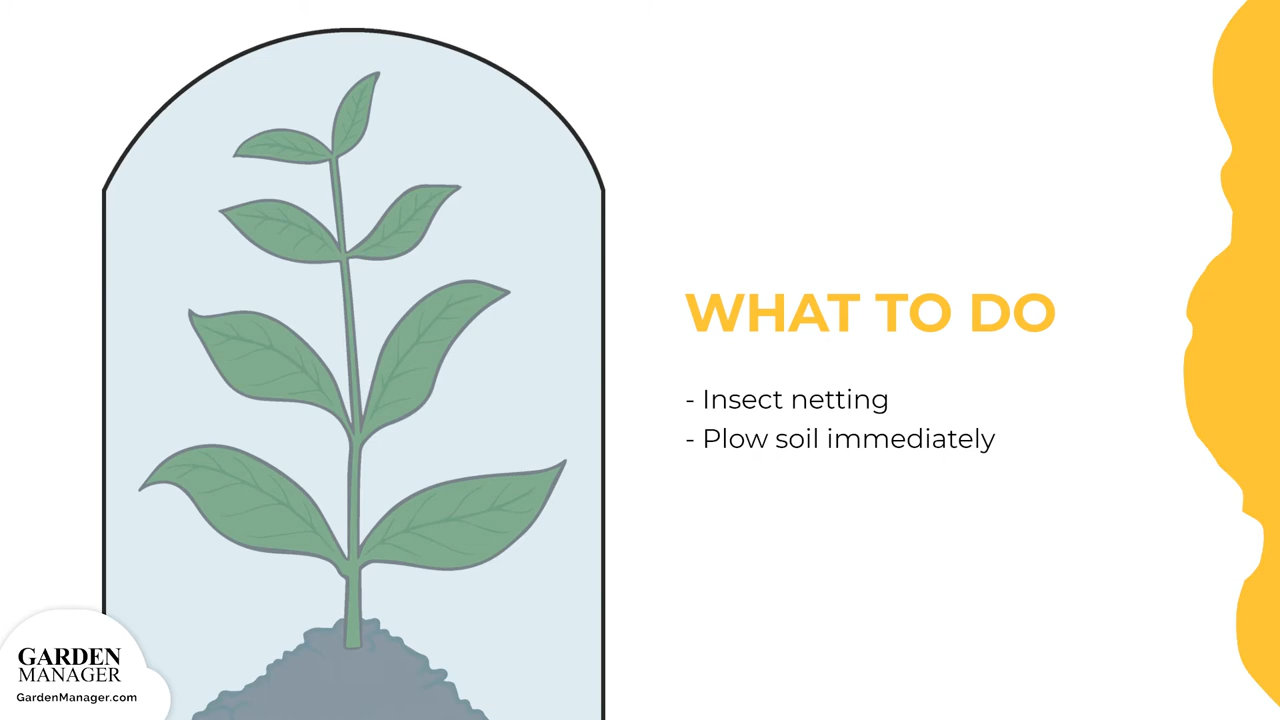 WHAT TO DO
- Insect netting
- Plow soil immediately
GARDEN
MANAGER
GardenManager.com